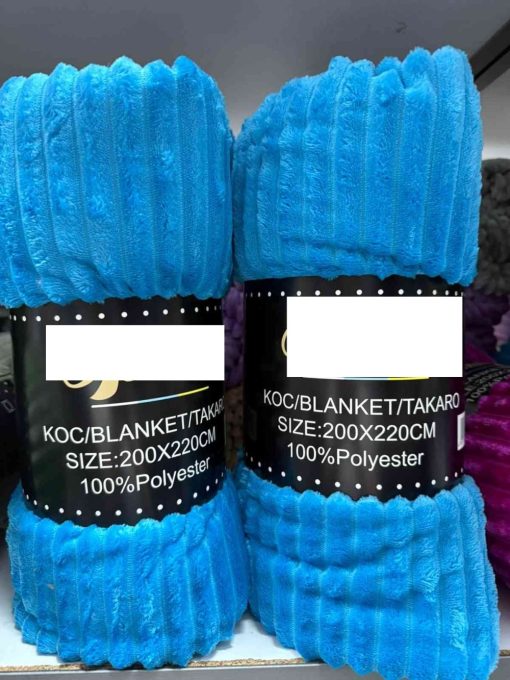 KOC/BLANKET/TAKARO
SIZE:200X220CM
100%Polyester
KOC/BLANKET/TAKARO
SIZE:200X220CM
100%Polyester